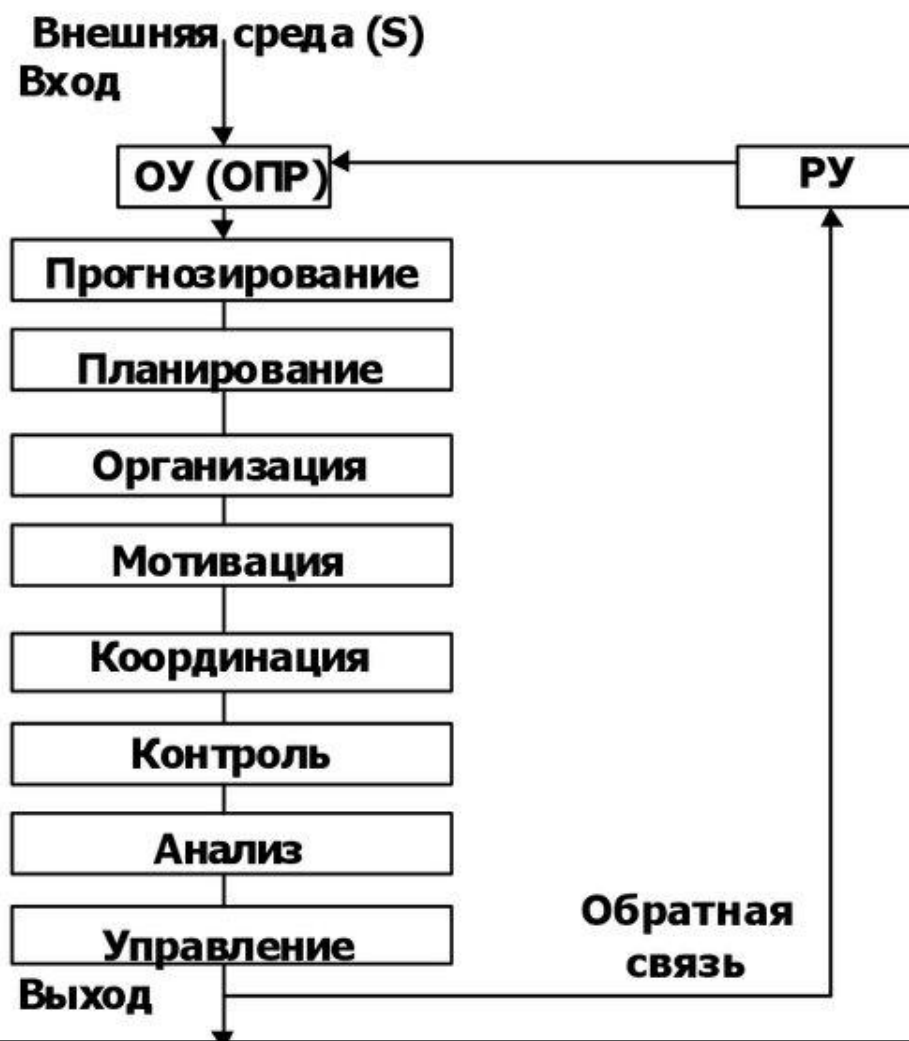 Внешняя среда (S)
Вход
ОУ (ОПР)
РУ
Прогнозирование
Планирование
Организация
Мотивация
Координация
Контроль
Анализ
Управление
Обратная
связь
Выход